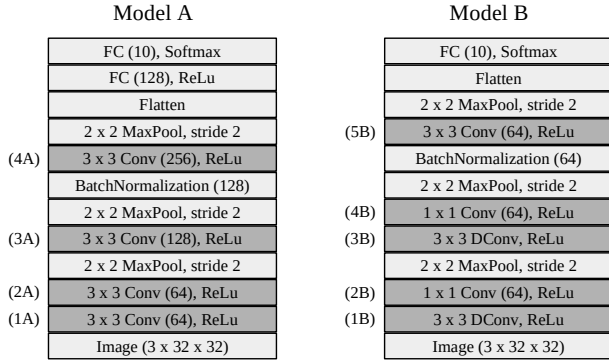 Model A
FC (10), Softmax
FC (128), ReLu
Flatten
2 x 2 MaxPool, stride 2
(4A) 3 x 3 Conv (256), ReLu
BatchNormalization (128)
2 x 2 MaxPool, stride 2
(3A) 3 x 3 Conv (128), ReLu
2 x 2 MaxPool, stride 2
(2A) 3 x 3 Conv (64), ReLu
(1A) 3 x 3 Conv (64), ReLu
Image (3 x 32 x 32)
Model B
FC (10), Softmax
Flatten
2 x 2 MaxPool, stride 2
(5B) 3 x 3 Conv (64), ReLu
BatchNormalization (64)
2 x 2 MaxPool, stride 2
(4B) 1 x 1 Conv (64), ReLu
(3B) 3 x 3 DConv, ReLu
2 x 2 MaxPool, stride 2
(2B) 1 x 1 Conv (64), ReLu
(1B) 3 x 3 DConv, ReLu
Image (3 x 32 x 32)